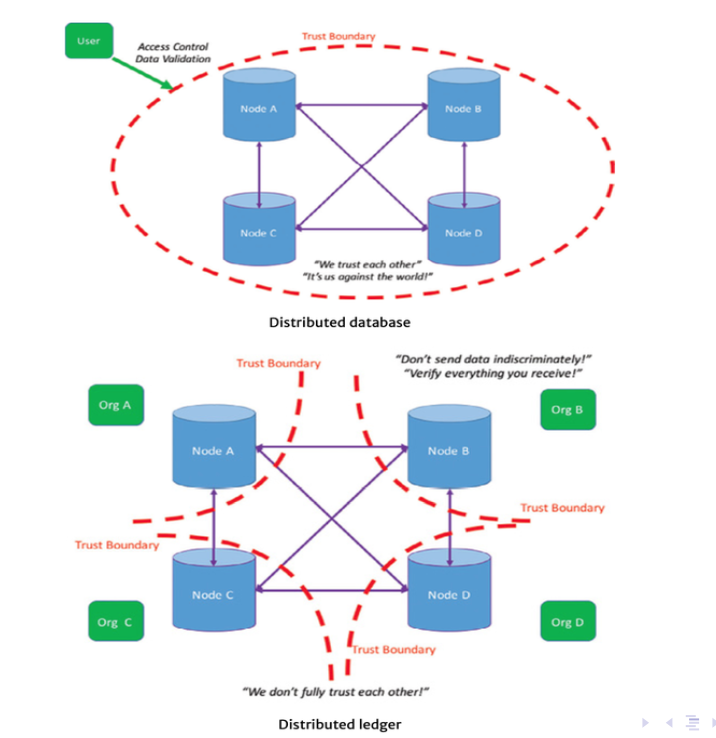 User
Access Control
Data Validation
Trust Boundary
Node A
Node B
Node C
Node D
"We trust each other"
"It's us against the world!"
Distributed database
Trust Boundary
"Don't send data indiscriminately!"
"Verify everything you receive!"
Org A
Org B
Node A
Node B
Trust Boundary
Trust Boundary
Node C
Node D
Org C
Org D
Trust Boundary
"We don't fully trust each other!"
Distributed ledger